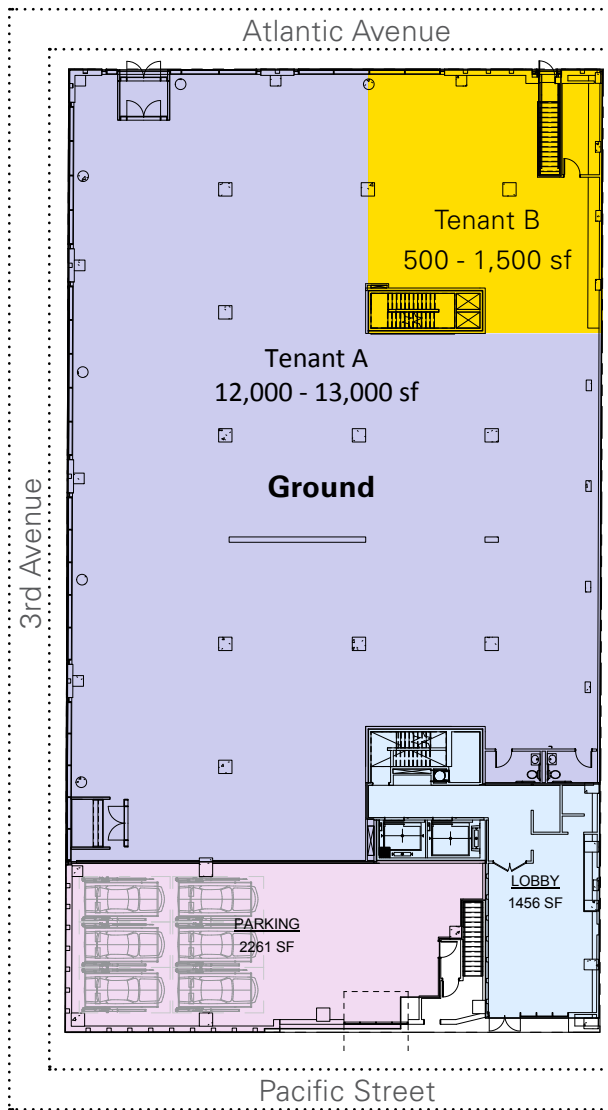 Atlantic Avenue
Tenant B
500 - 1,500 sf
Tenant A
12,000 - 13,000 sf
Ground
3rd Avenue
LOBBY
1456 SF
PARKING
2261 SF
Pacific Street